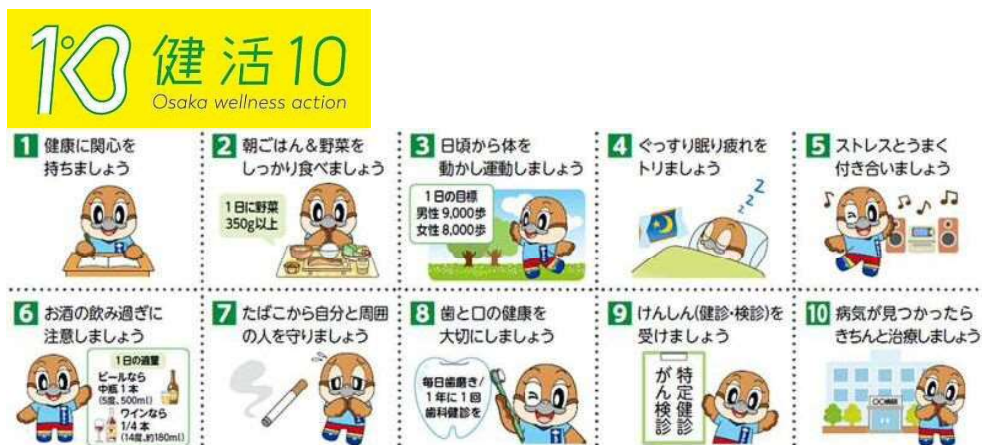 10 健活10
Osaka wellness action
1 健康に関心を
持ちましょう
2 朝ごはん&野菜を
しっかり食べましょう
1日に野菜
350g以上
3 日頃から体を
動かし運動しましょう
1日の目標
男性 9,000歩
女性 8,000歩
4 ぐっすり眠り疲れを
トリましょう
z z z
5 ストレスとうまく
付き合いましょう
6 お酒の飲み過ぎに
注意しましょう
1日の適量
ビールなら
中瓶1本
(5度、500ml)
ワインなら
1/4本
(14度、約180ml)
7 たばこから自分と周囲
の人を守りましょう
8 歯と口の健康を
大切にしましょう
毎日歯磨き/
1年に1回
歯科健診を
9 けんしん(健診・検診)を
受けましょう
特定健診
がん検診
10 病気が見つかったら
きちんと治療しましょう
〇〇病院